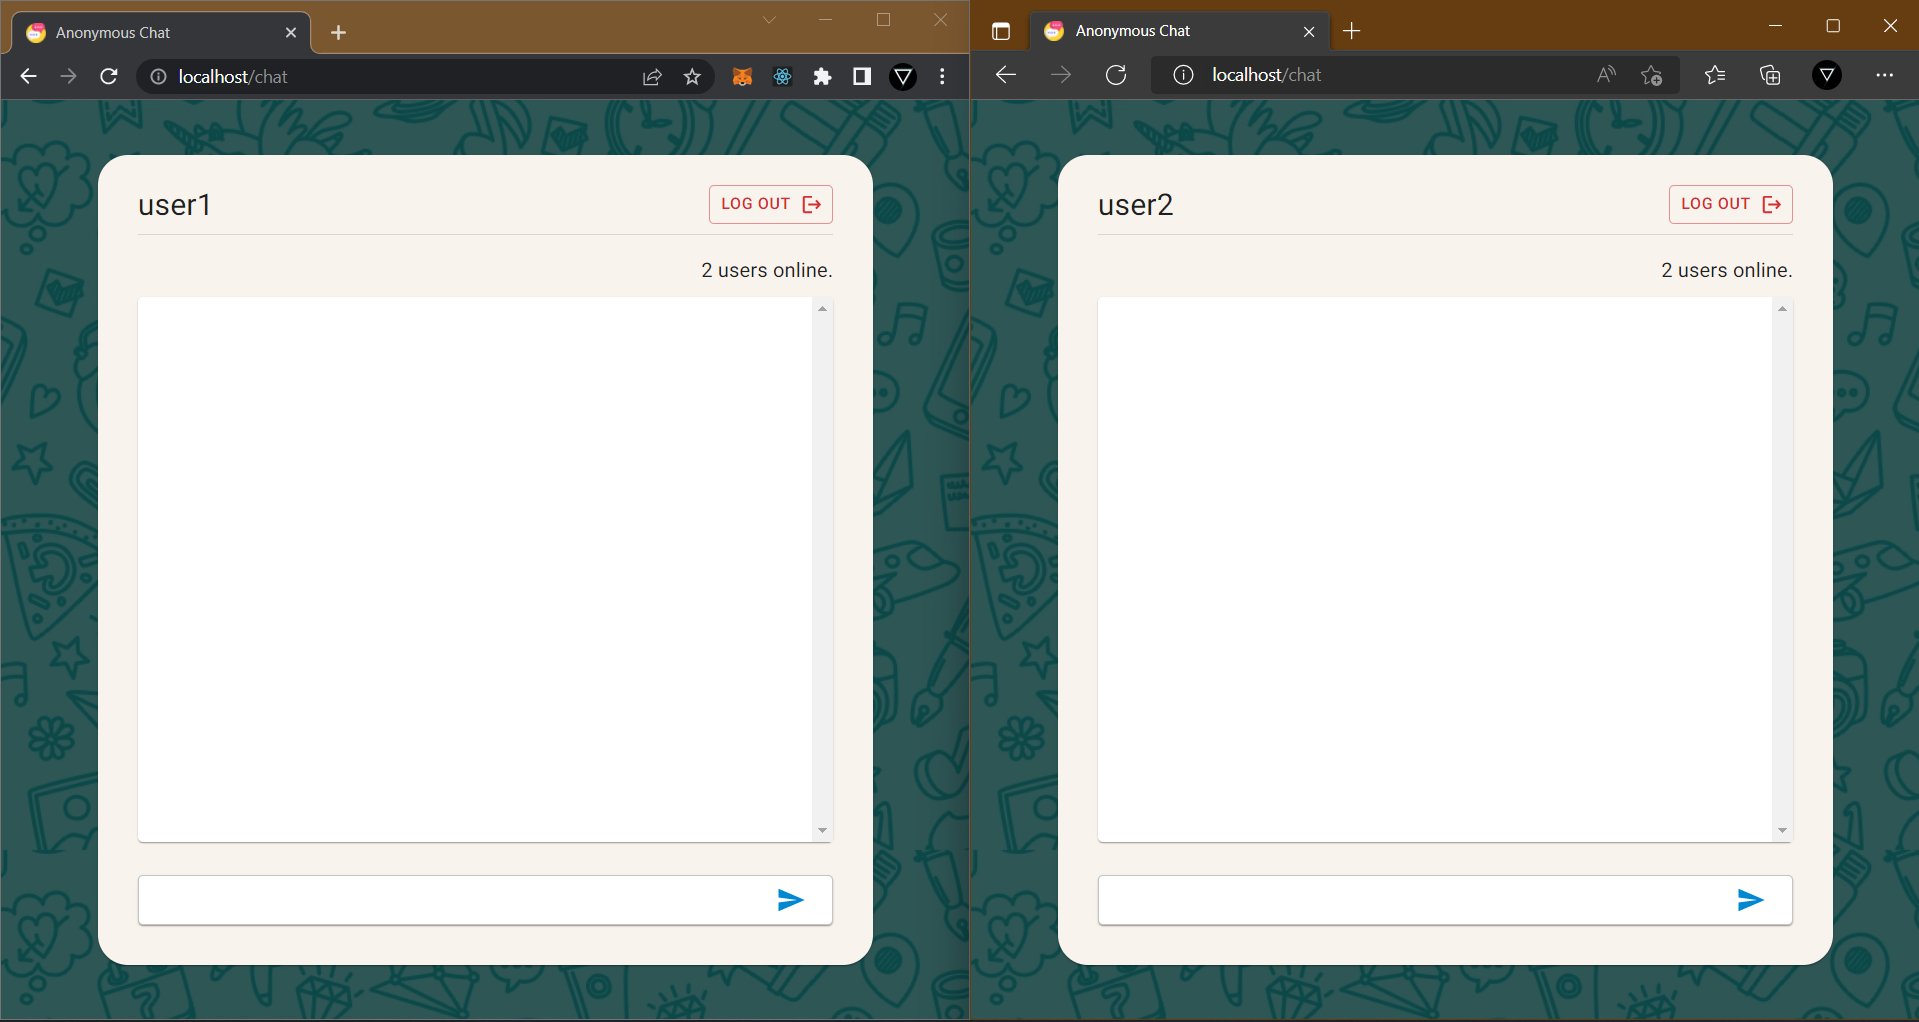 Anonymous Chat
localhost/chat
user1
LOG OUT
2 users online.
Anonymous Chat
localhost/chat
user2
LOG OUT
2 users online.